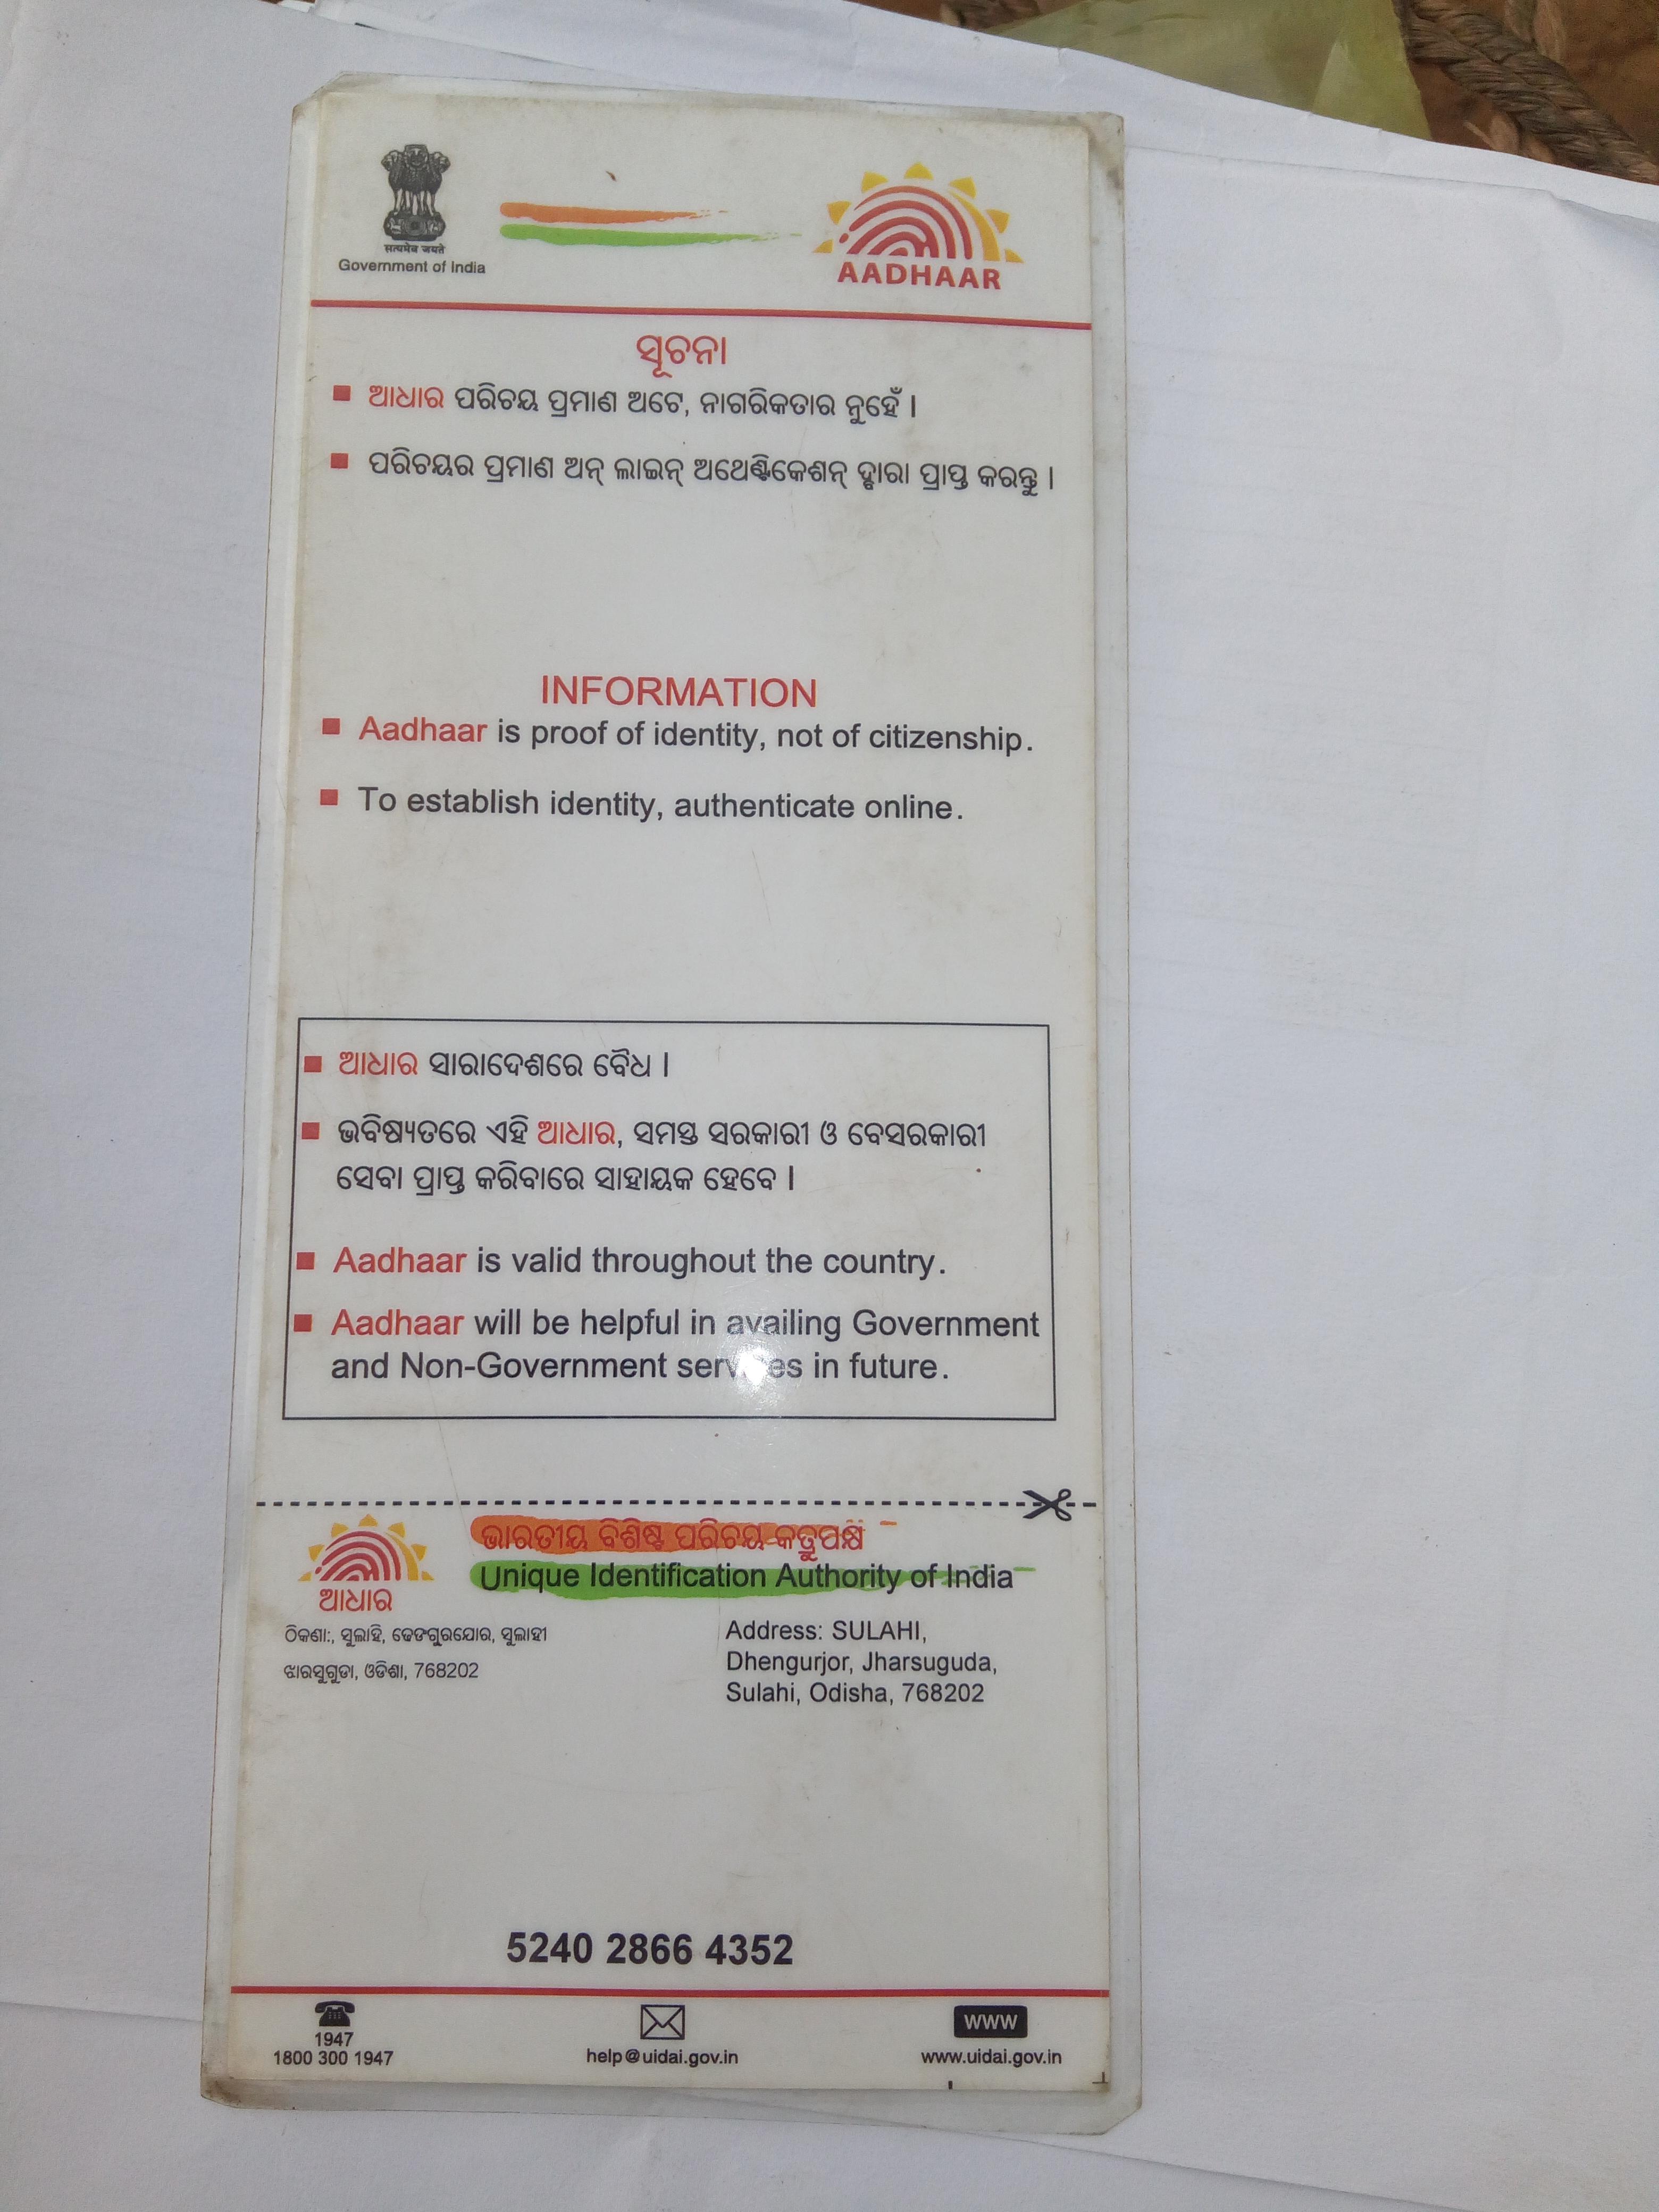 सत्यमेव जयते
Government of India
AADHAAR
ସୂଚନା
ଆଧାର ପରିଚୟ ପ୍ରମାଣ ଅଟେ, ନାଗରିକତାର ନୁହେଁ ।
ପରିଚୟର ପ୍ରମାଣ ଅନ୍ ଲାଇନ୍ ଅଥେଣ୍ଟିକେଶନ୍ ଦ୍ଵାରା ପ୍ରାପ୍ତ କରନ୍ତୁ ।
INFORMATION
Aadhaar is proof of identity, not of citizenship.
To establish identity, authenticate online.
ଆଧାର ସାରାଦେଶରେ ବୈଧ ।
ଭବିଷ୍ୟତରେ ଏହି ଆଧାର, ସମସ୍ତ ସରକାରୀ ଓ ବେସରକାରୀ
ସେବା ପ୍ରାପ୍ତ କରିବାରେ ସାହାୟକ ହେବେ ।
Aadhaar is valid throughout the country.
Aadhaar will be helpful in availing Government
and Non-Government services in future.
ଭାରତୀୟ ବିଶିଷ୍ଟ ପରିଚୟ କର୍ତ୍ତୃପକ୍ଷ
Unique Identification Authority of India
ଆଧାର
ଠିକଣା:, ସୁଲାହି, ଢେଙ୍ଗୁରଯୋର, ସୁଲାହୀ
ଝାରସୁଗୁଡା, ଓଡିଶା, 768202
Address: SULAHI,
Dhengurjor, Jharsuguda,
Sulahi, Odisha, 768202
5240 2866 4352
1947
1800 300 1947
help@uidai.gov.in
www
www.uidai.gov.in